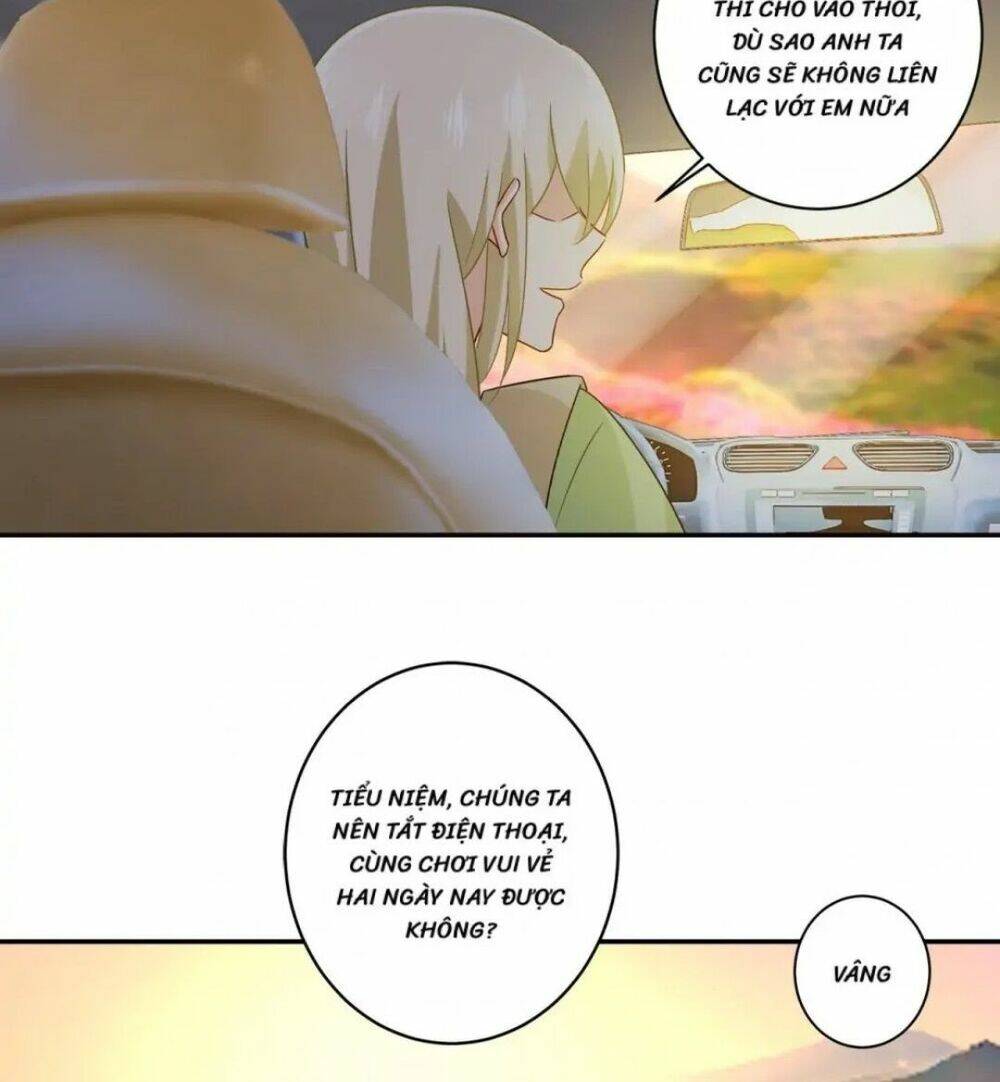 THÌ CHO VÀO THÔI,
DÙ SAO ANH TA
CŨNG SẼ KHÔNG LIÊN
LẠC VỚI EM NỮA
TIỂU NIỆM, CHÚNG TA
NÊN TẮT ĐIỆN THOẠI,
CÙNG CHƠI VUI VẺ
HAI NGÀY NAY ĐƯỢC
KHÔNG?
VÂNG